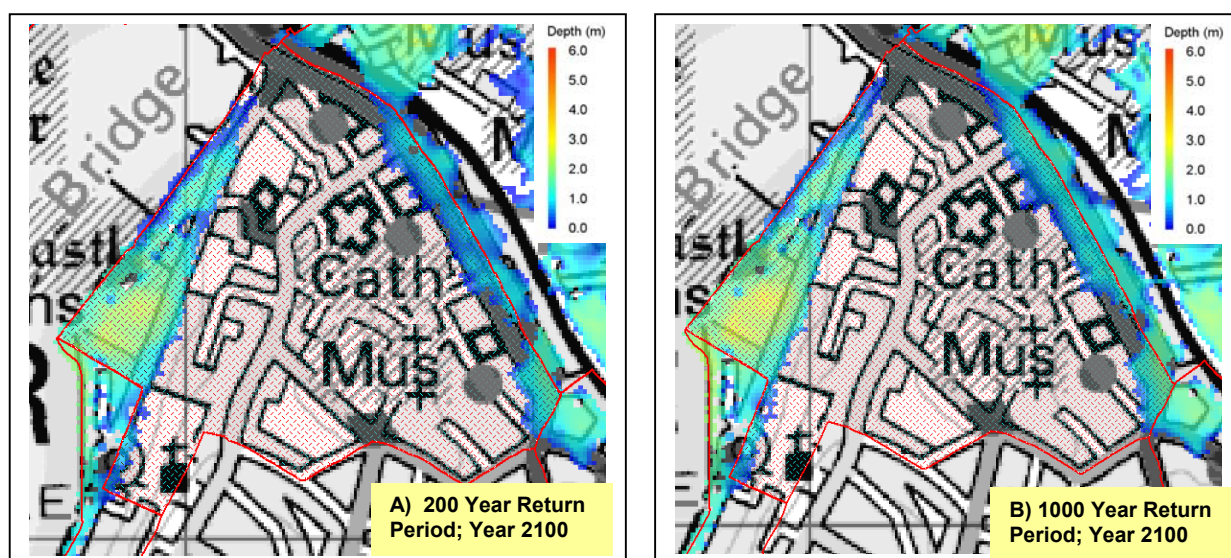 Depth (m)
6.0
5.0
4.0
3.0
2.0
1.0
0.0
Bridge
Cath
Mus
A) 200 Year Return
Period; Year 2100
Depth (m)
6.0
5.0
4.0
3.0
2.0
1.0
0.0
Bridge
Cath
Mus
B) 1000 Year Return
Period; Year 2100